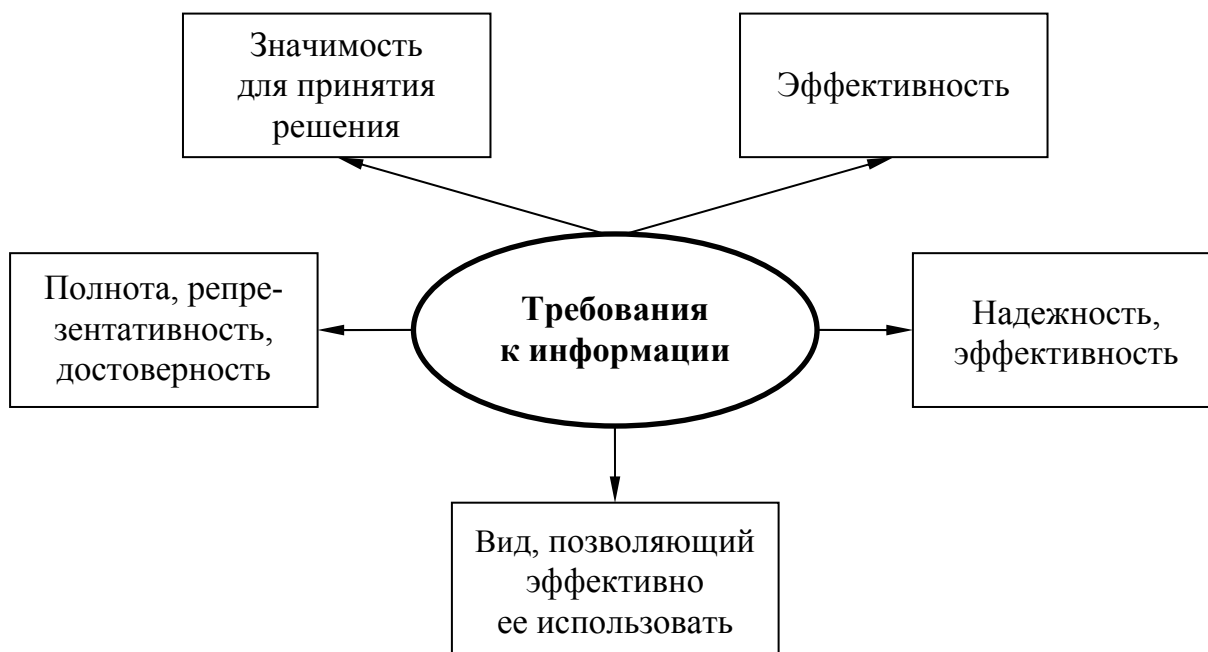 Значимость
для принятия
решения
Эффективность
Полнота, репре-
зентативность,
достоверность
Требования
к информации
Надежность,
эффективность
Вид, позволяющий
эффективно
ее использовать